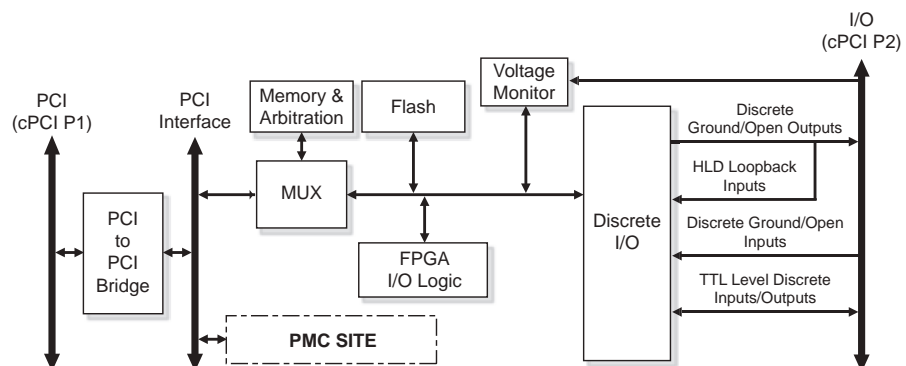 I/O
(cPCI P2)
PCI
(cPCI P1)
PCI
Interface
Memory &
Arbitration
Flash
Voltage
Monitor
Discrete
Ground/Open Outputs
HLD Loopback
Inputs
MUX
PCI
to
PCI
Bridge
FPGA
I/O Logic
Discrete
I/O
Discrete Ground/Open
Inputs
TTL Level Discrete
Inputs/Outputs
PMC SITE